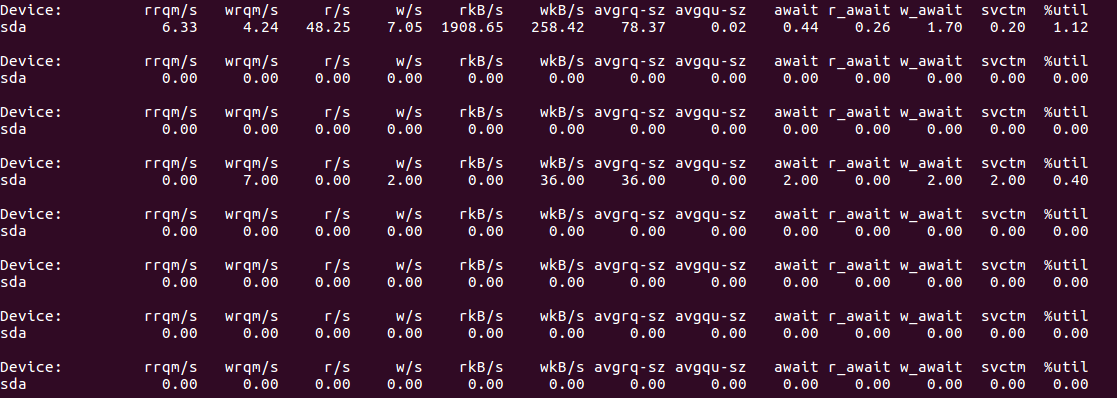 Device: rrqm/s wrqm/s r/s w/s rkB/s wkB/s avgrq-sz avgqu-sz await r_await w_await svctm %util
sda 6.33 4.24 48.25 7.05 1908.65 258.42 78.37 0.02 0.44 0.26 1.70 0.20 1.12
Device: rrqm/s wrqm/s r/s w/s rkB/s wkB/s avgrq-sz avgqu-sz await r_await w_await svctm %util
sda 0.00 0.00 0.00 0.00 0.00 0.00 0.00 0.00 0.00 0.00 0.00 0.00 0.00
Device: rrqm/s wrqm/s r/s w/s rkB/s wkB/s avgrq-sz avgqu-sz await r_await w_await svctm %util
sda 0.00 0.00 0.00 0.00 0.00 0.00 0.00 0.00 0.00 0.00 0.00 0.00 0.00
Device: rrqm/s wrqm/s r/s w/s rkB/s wkB/s avgrq-sz avgqu-sz await r_await w_await svctm %util
sda 0.00 7.00 0.00 2.00 0.00 36.00 36.00 0.00 2.00 0.00 2.00 2.00 0.40
Device: rrqm/s wrqm/s r/s w/s rkB/s wkB/s avgrq-sz avgqu-sz await r_await w_await svctm %util
sda 0.00 0.00 0.00 0.00 0.00 0.00 0.00 0.00 0.00 0.00 0.00 0.00 0.00
Device: rrqm/s wrqm/s r/s w/s rkB/s wkB/s avgrq-sz avgqu-sz await r_await w_await svctm %util
sda 0.00 0.00 0.00 0.00 0.00 0.00 0.00 0.00 0.00 0.00 0.00 0.00 0.00
Device: rrqm/s wrqm/s r/s w/s rkB/s wkB/s avgrq-sz avgqu-sz await r_await w_await svctm %util
sda 0.00 0.00 0.00 0.00 0.00 0.00 0.00 0.00 0.00 0.00 0.00 0.00 0.00
Device: rrqm/s wrqm/s r/s w/s rkB/s wkB/s avgrq-sz avgqu-sz await r_await w_await svctm %util
sda 0.00 0.00 0.00 0.00 0.00 0.00 0.00 0.00 0.00 0.00 0.00 0.00 0.00